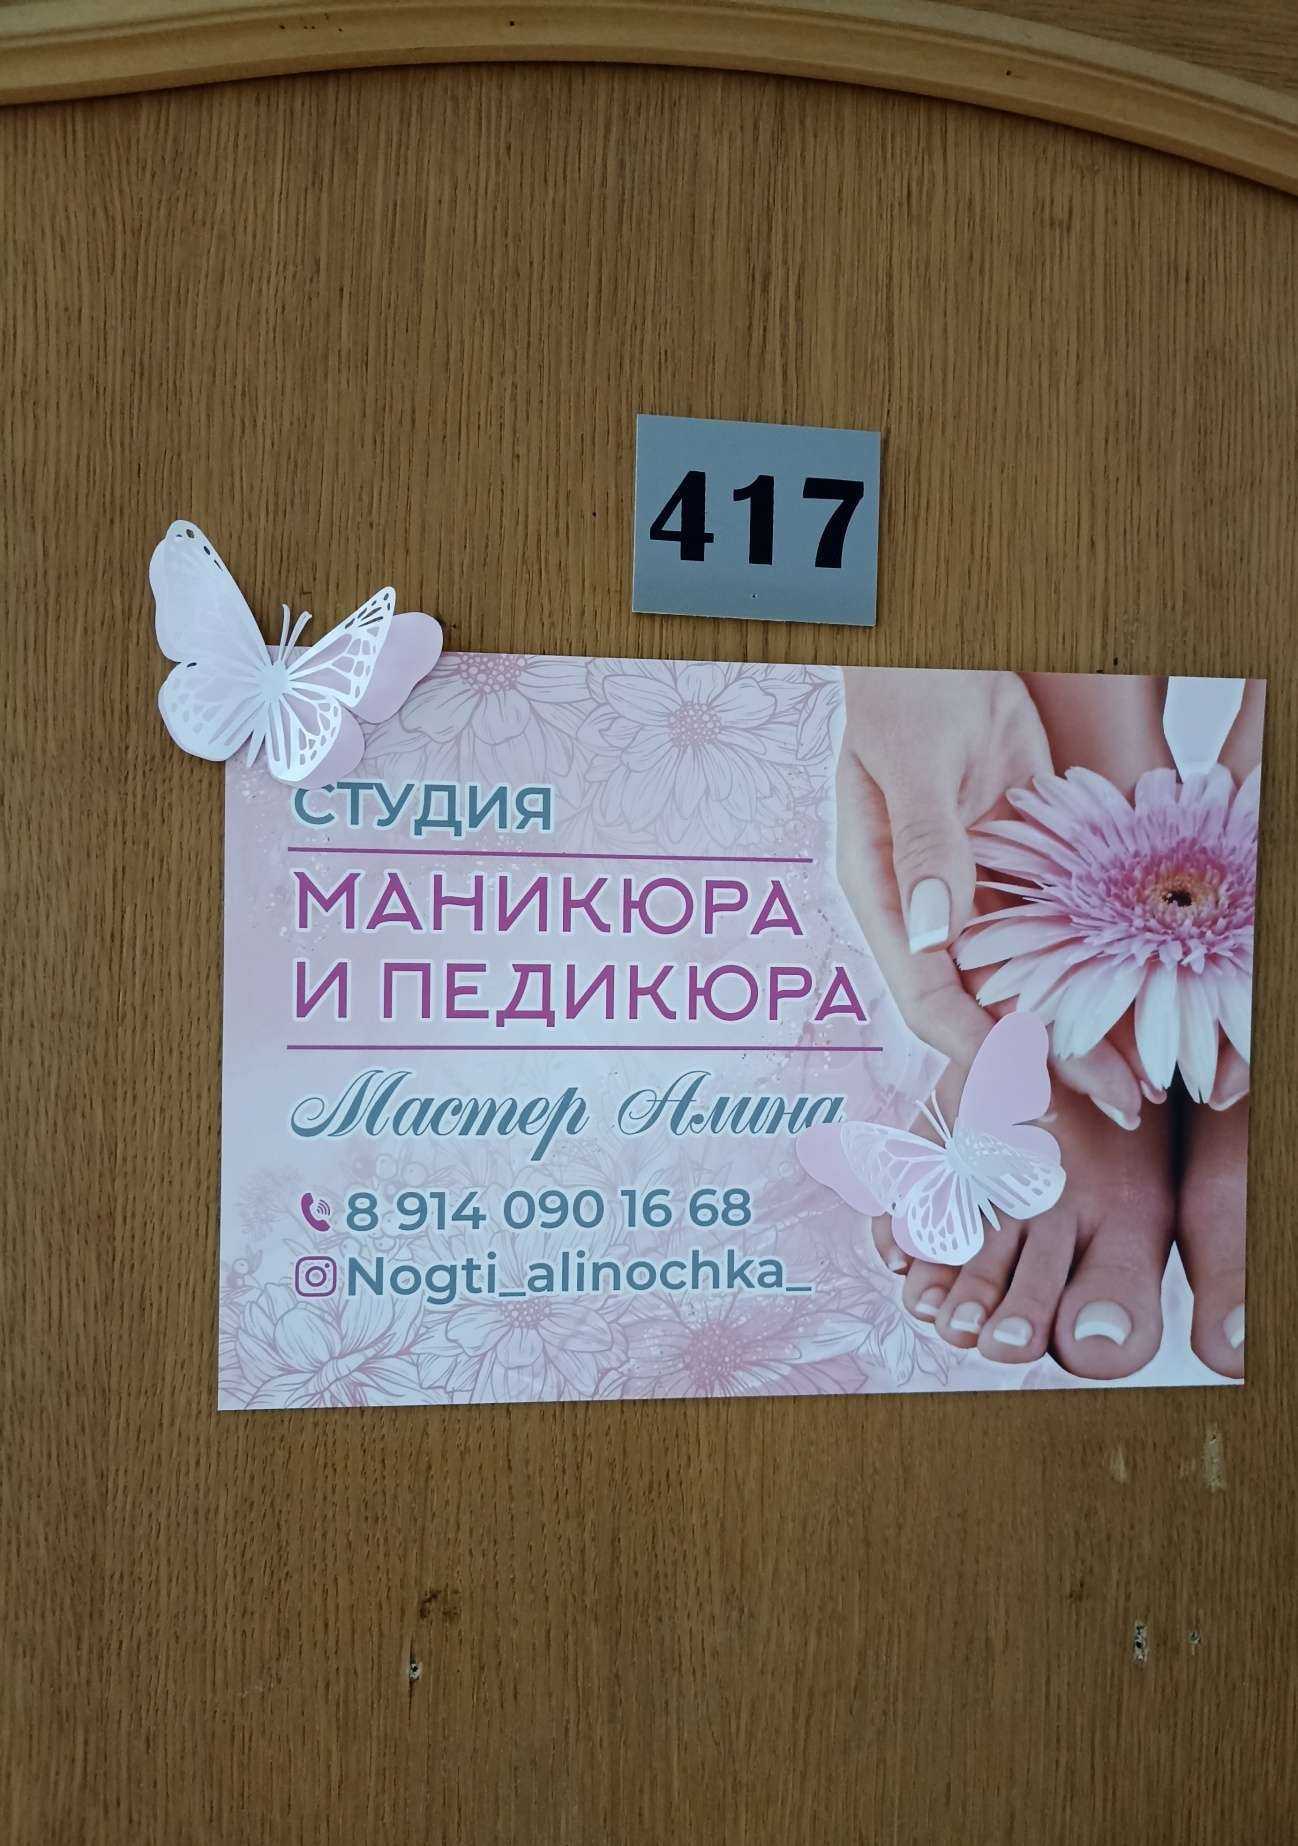 417
СТУДИЯ
МАНИКЮРА
И ПЕДИКЮРА
Мастер Алина
8 914 090 16 68
Nogti_alinochka_